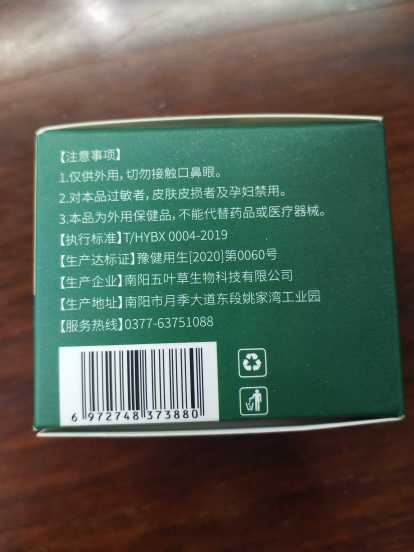 【注意事项】
1.仅供外用，切勿接触口鼻眼。
2.对本品过敏者，皮肤皮损者及孕妇禁用。
3.本品为外用保健品，不能代替药品或医疗器械。
【执行标准】T/HYBX 0004-2019
【生产达标证】豫健用生[2020]第0060号
【生产企业】南阳五叶草生物科技有限公司
【生产地址】南阳市月季大道东段姚家湾工业园
【服务热线】0377-63751088
6 972748 373880